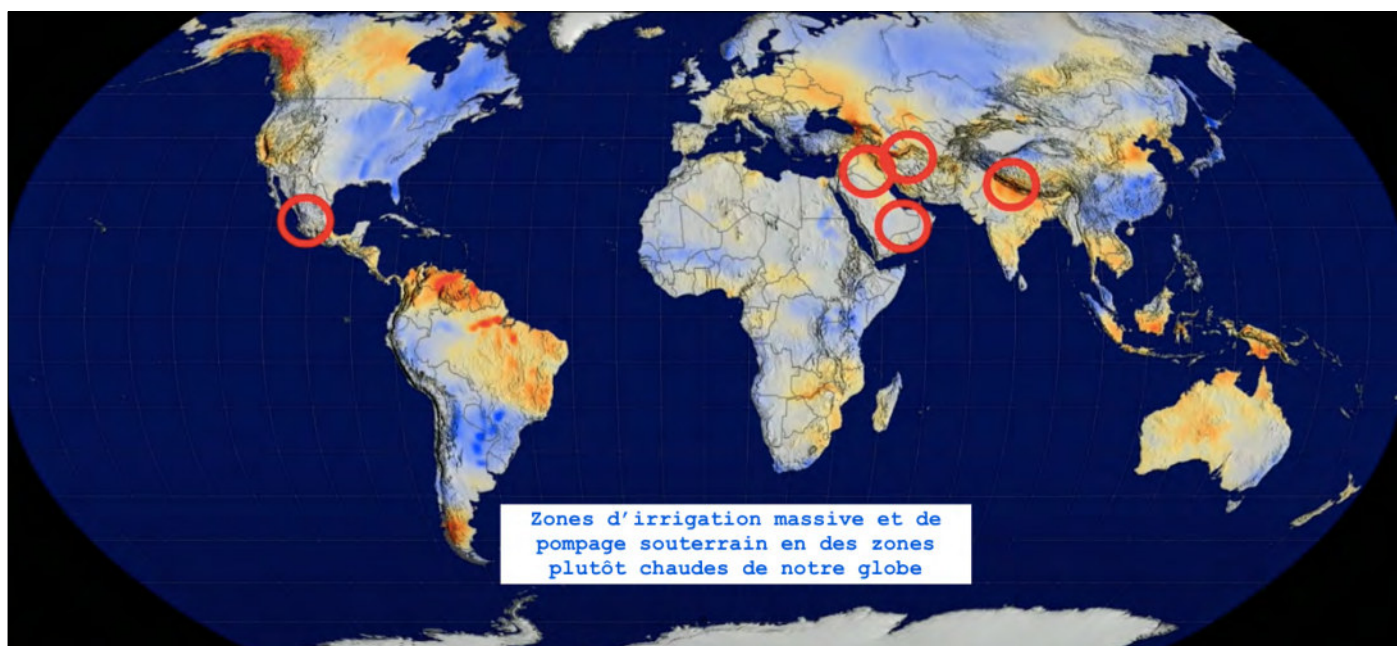 Zones d'irrigation massive et de
pompage souterrain en des zones
plutôt chaudes de notre globe